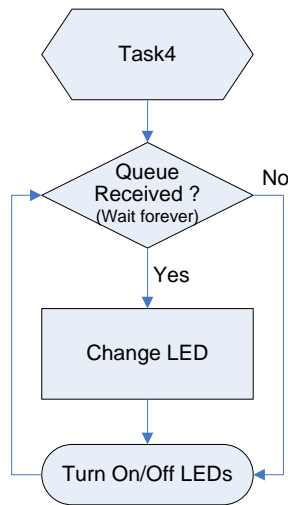 Task4
Queue
Received ?
(Wait forever)
No
Yes
Change LED
Turn On/Off LEDs